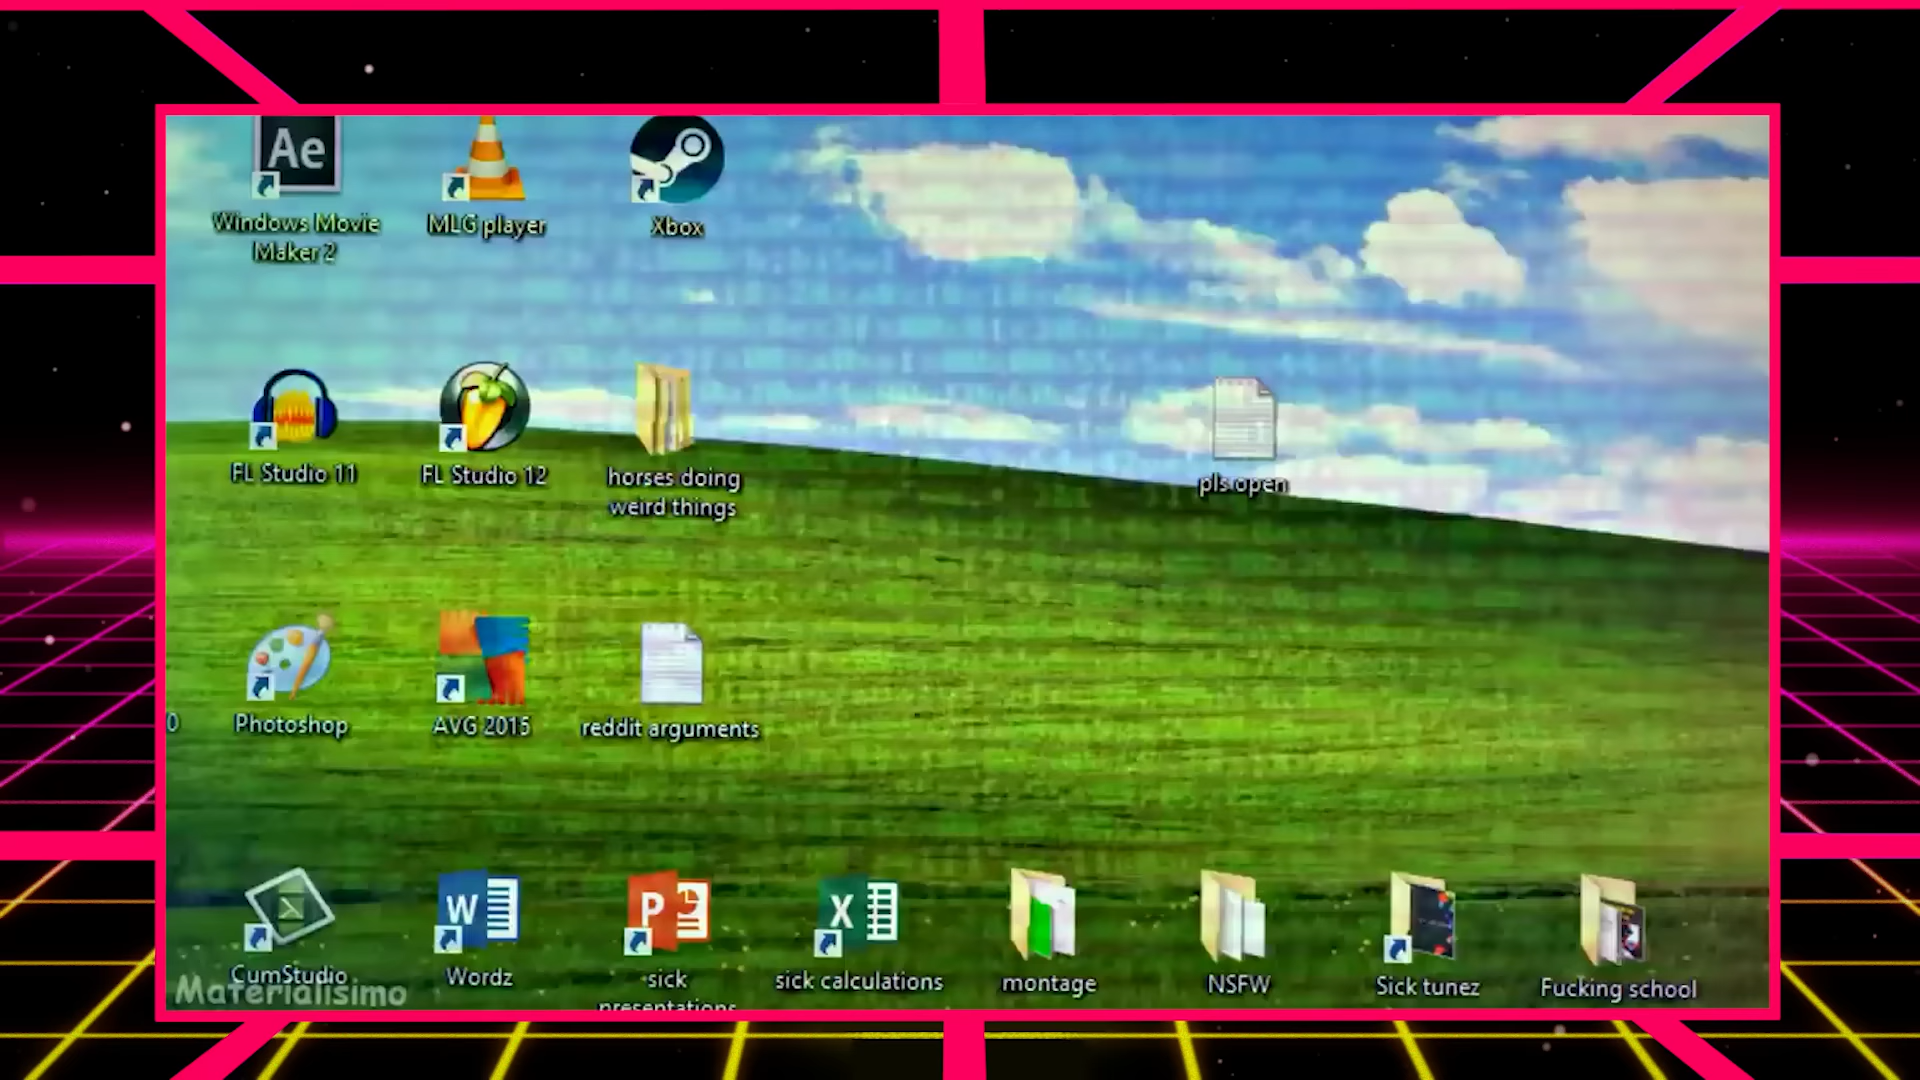 Ae
Windows Movie
Maker 2
MLG player
Xbox
FL Studio 11
FL Studio 12
horses doing
weird things
pls open
0
Photoshop
AVG 2015
reddit arguments
W
P
X
CumStudio
Wordz
sick
presentations
sick calculations
montage
NSFW
Sick tunez
Fucking school
Materialisimo